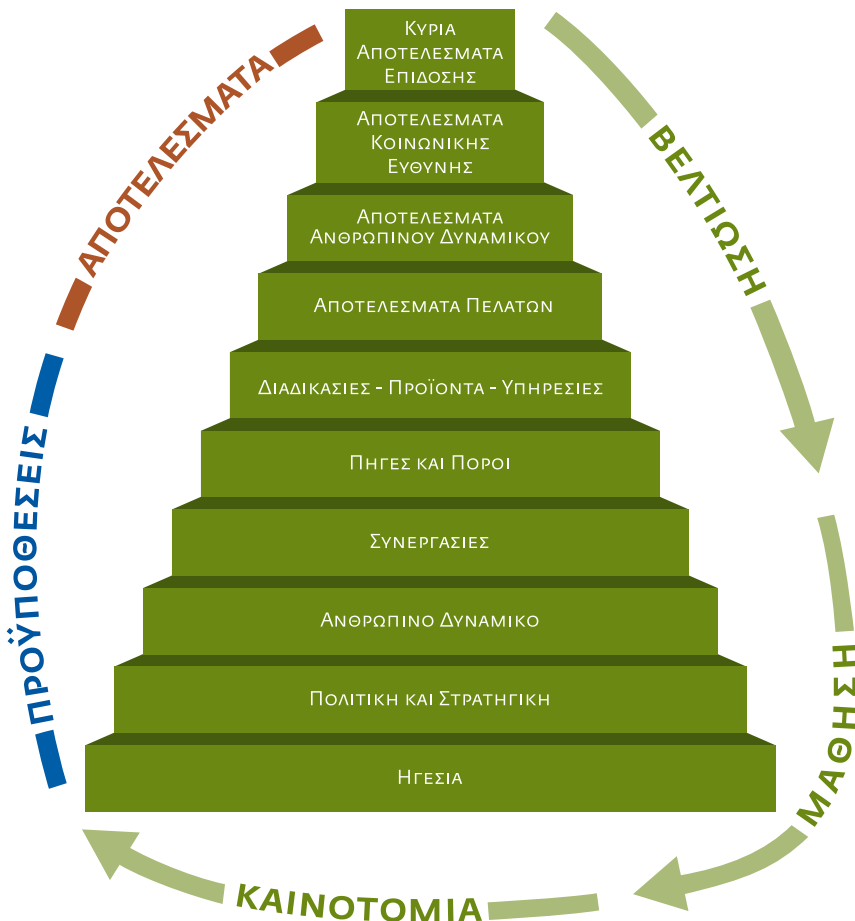 ΚΥΡΙΑ
ΑΠΟΤΕΛΕΣΜΑΤΑ
ΕΠΙΔΟΣΗΣ
ΑΠΟΤΕΛΕΣΜΑΤΑ
ΚΟΙΝΩΝΙΚΗΣ
ΕΥΘΥΝΗΣ
ΑΠΟΤΕΛΕΣΜΑΤΑ
ΑΝΘΡΩΠΙΝΟΥ ΔΥΝΑΜΙΚΟΥ
ΑΠΟΤΕΛΕΣΜΑΤΑ ΠΕΛΑΤΩΝ
ΔΙΑΔΙΚΑΣΙΕΣ - ΠΡΟΪΟΝΤΑ - ΥΠΗΡΕΣΙΕΣ
ΠΗΓΕΣ ΚΑΙ ΠΟΡΟΙ
ΣΥΝΕΡΓΑΣΙΕΣ
ΑΝΘΡΩΠΙΝΟ ΔΥΝΑΜΙΚΟ
ΠΟΛΙΤΙΚΗ ΚΑΙ ΣΤΡΑΤΗΓΙΚΗ
ΗΓΕΣΙΑ
ΑΠΟΤΕΛΕΣΜΑΤΑ
ΠΡΟΫΠΟΘΕΣΕΙΣ
ΒΕΛΤΙΩΣΗ
ΜΑΘΗΣΗ
ΚΑΙΝΟΤΟΜΙΑ